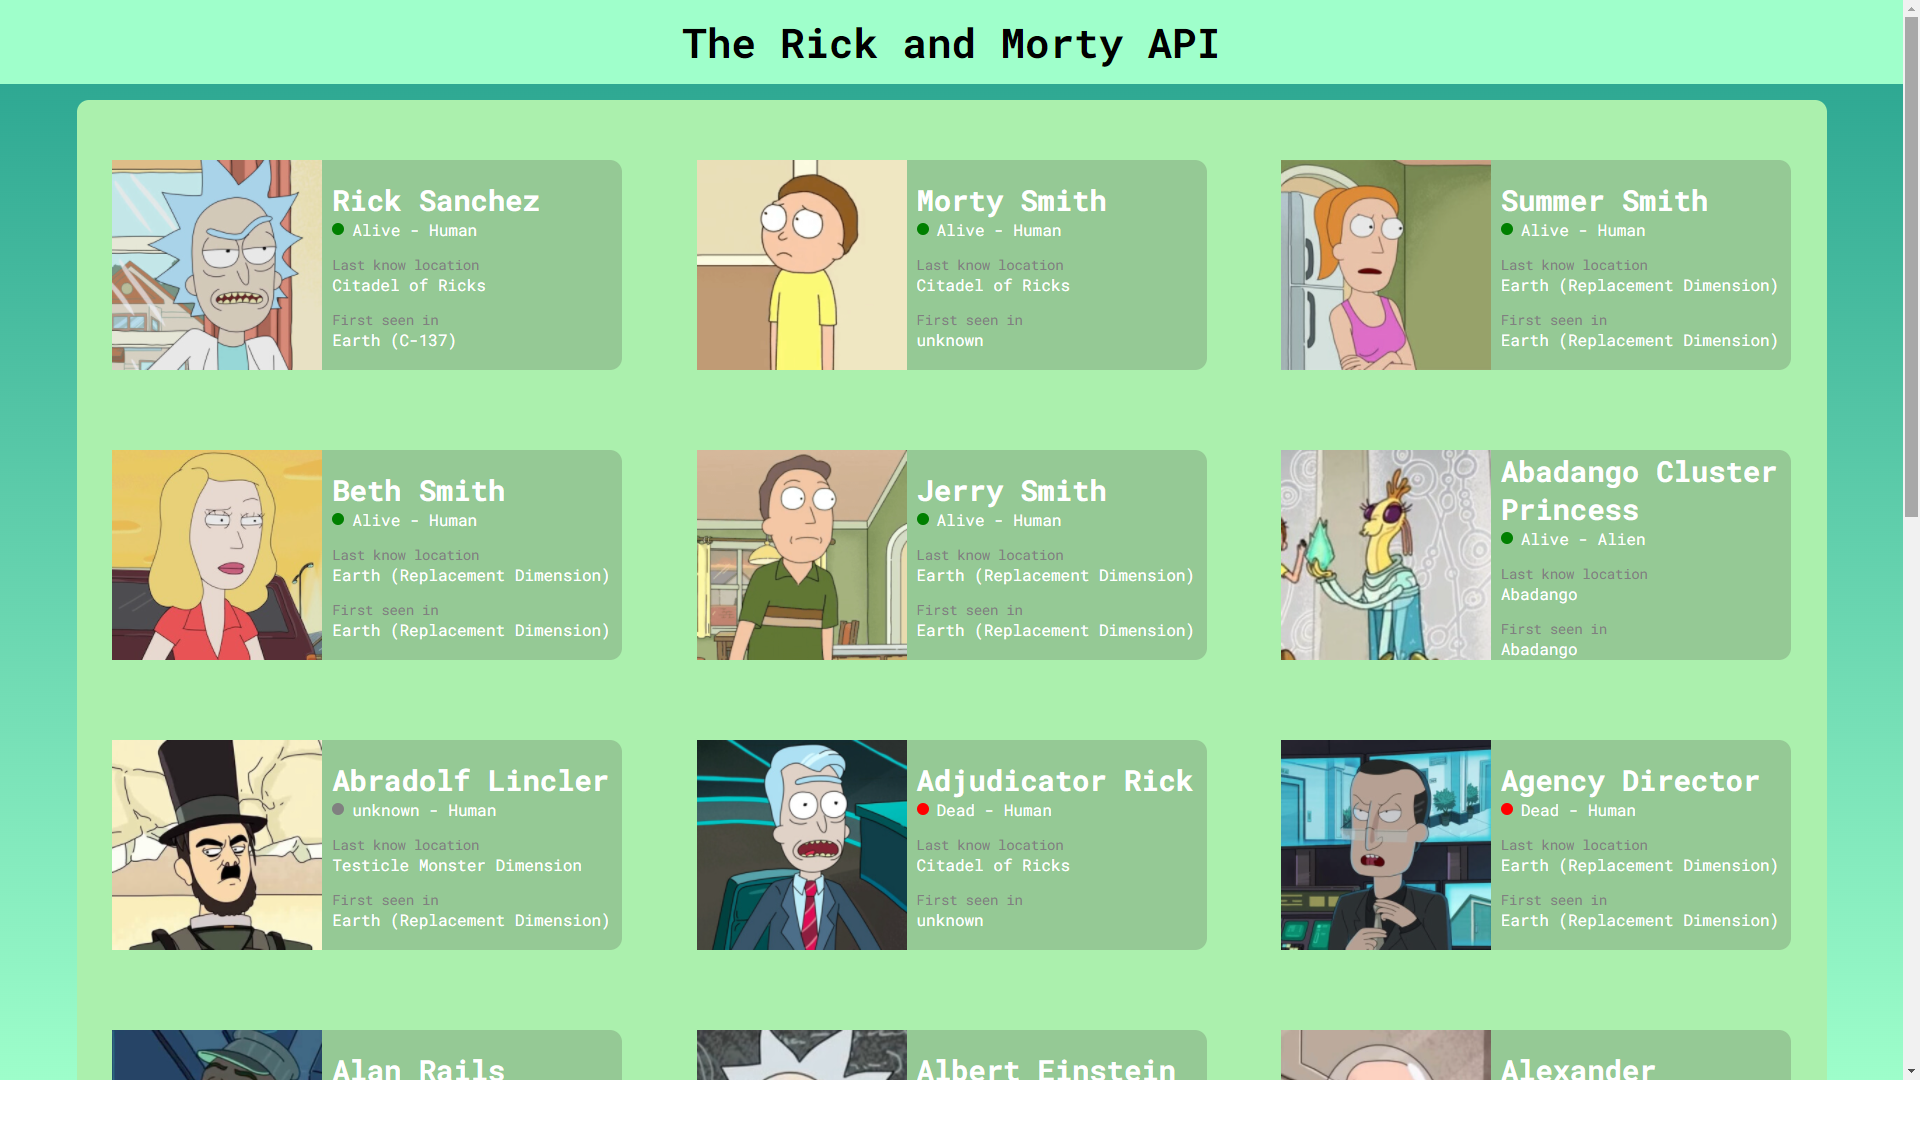 The Rick and Morty API
Rick Sanchez
Alive - Human
Last know location
Citadel of Ricks
First seen in
Earth (C-137)
Morty Smith
Alive - Human
Last know location
Citadel of Ricks
First seen in
unknown
Summer Smith
Alive - Human
Last know location
Earth (Replacement Dimension)
First seen in
Earth (Replacement Dimension)
Beth Smith
Alive - Human
Last know location
Earth (Replacement Dimension)
First seen in
Earth (Replacement Dimension)
Jerry Smith
Alive - Human
Last know location
Earth (Replacement Dimension)
First seen in
Earth (Replacement Dimension)
Abadango Cluster
Princess
Alive - Alien
Last know location
Abadango
First seen in
Abadango
Abradolf Lincler
unknown - Human
Last know location
Testicle Monster Dimension
First seen in
Earth (Replacement Dimension)
Adjudicator Rick
Dead - Human
Last know location
Citadel of Ricks
First seen in
unknown
Agency Director
Dead - Human
Last know location
Earth (Replacement Dimension)
First seen in
Earth (Replacement Dimension)
Alan Rails
Albert Einstein
Alexander